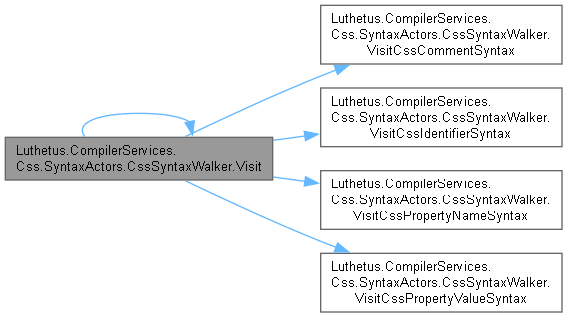 Luthetus.CompilerServices.
Css.SyntaxActors.CssSyntaxWalker.
VisitCssCommentSyntax
Luthetus.CompilerServices.
Css.SyntaxActors.CssSyntaxWalker.
VisitCssIdentifierSyntax
Luthetus.CompilerServices.
Css.SyntaxActors.CssSyntaxWalker.Visit
Luthetus.CompilerServices.
Css.SyntaxActors.CssSyntaxWalker.
VisitCssPropertyNameSyntax
Luthetus.CompilerServices.
Css.SyntaxActors.CssSyntaxWalker.
VisitCssPropertyValueSyntax